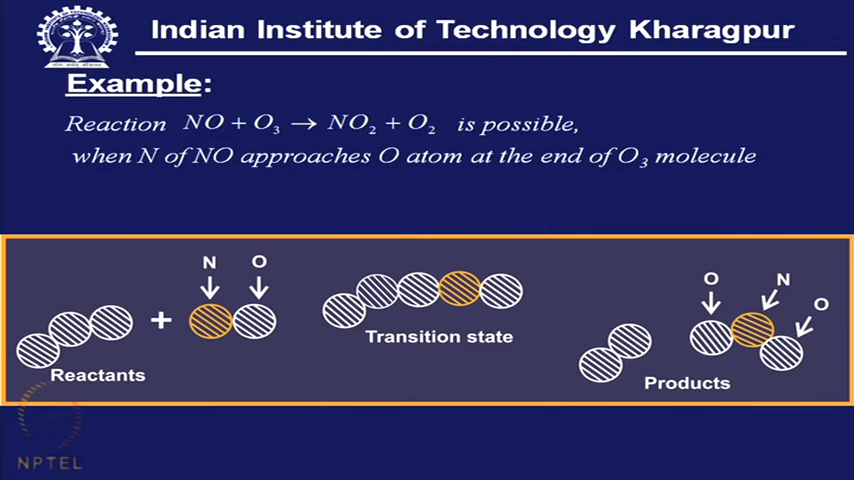 Indian Institute of Technology Kharagpur
Example:
Reaction NO + O₃ → NO₂ + O₂ is possible,
when N of NO approaches O atom at the end of O₃ molecule
N O
O N O
+
Transition state
Reactants
Products
NPTEL